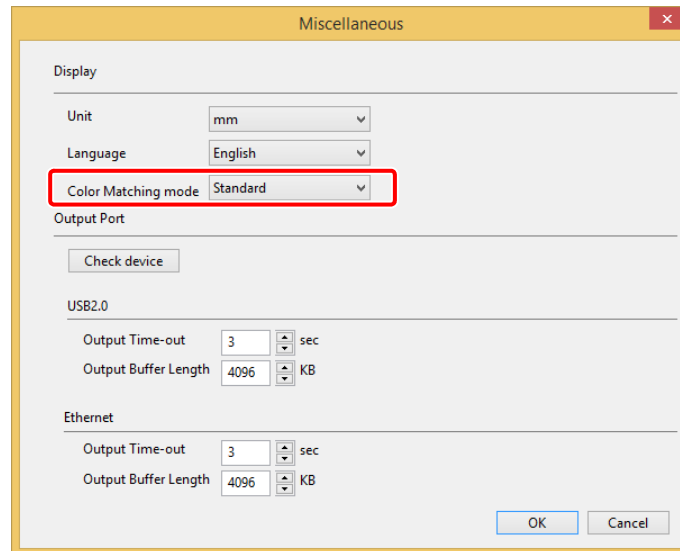 Miscellaneous
Display
Unit mm
Language English
Color Matching mode Standard
Output Port
Check device
USB2.0
Output Time-out 3 sec
Output Buffer Length 4096 KB
Ethernet
Output Time-out 3 sec
Output Buffer Length 4096 KB
OK Cancel